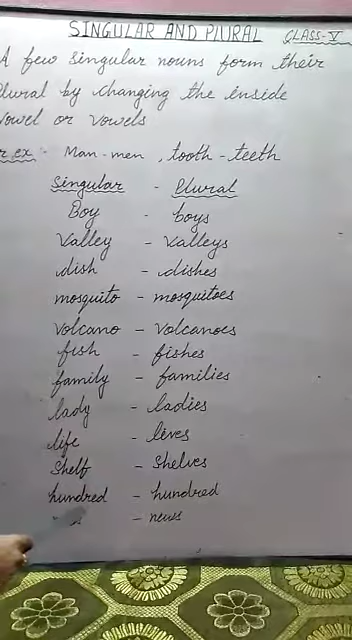 SINGULAR AND PLURAL CLASS-V
A few singular nouns form their
Plural by changing the inside
Vowel or vowels
ex:- Man-men, tooth-teeth
Singular - Plural
Boy - boys
Valley - valleys
dish - dishes
mosquito - mosquitoes
Volcano - Volcanoes
fish - fishes
family - families
lady - ladies
life - lives
Shelf - Shelves
hundred - hundred
- news